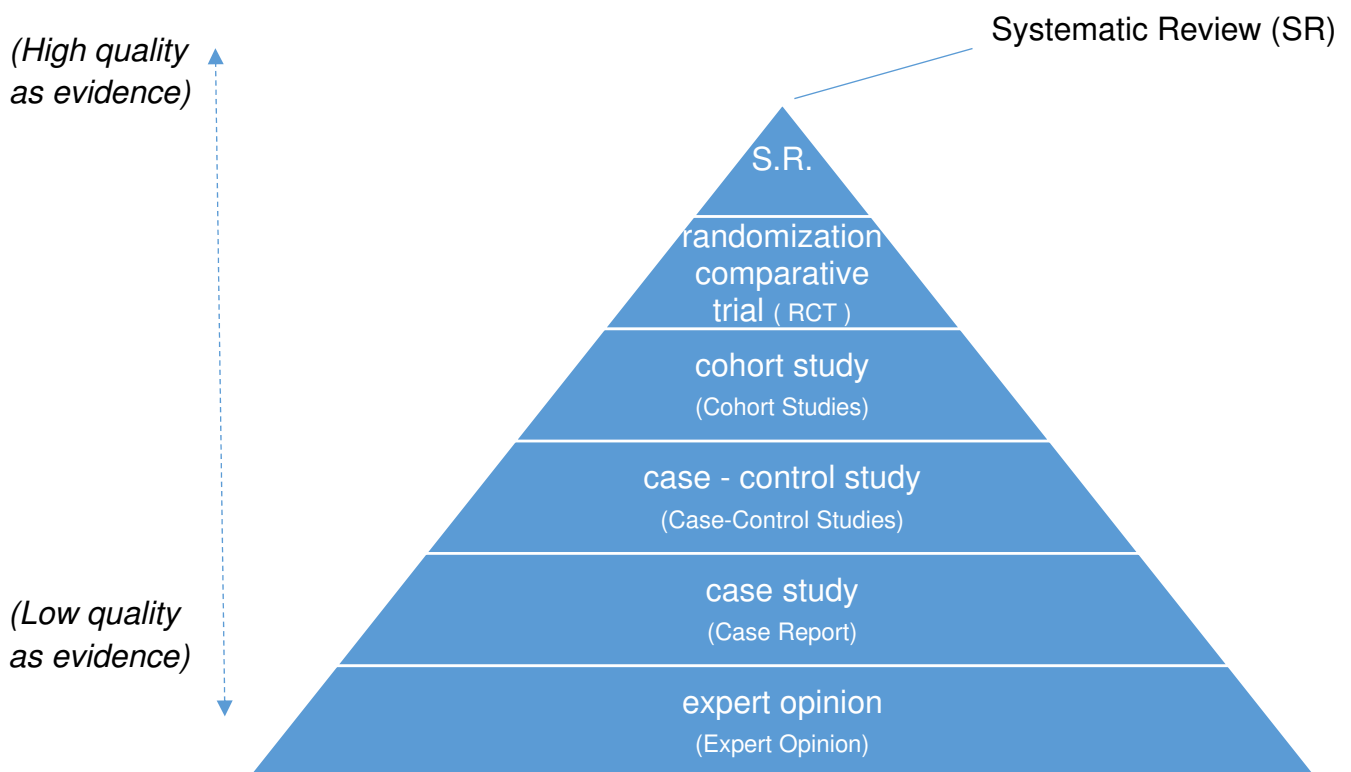 Systematic Review (SR)
(High quality
as evidence)
S.R.
randomization
comparative
trial ( RCT )
cohort study
(Cohort Studies)
case - control study
(Case-Control Studies)
case study
(Case Report)
(Low quality
as evidence)
expert opinion
(Expert Opinion)